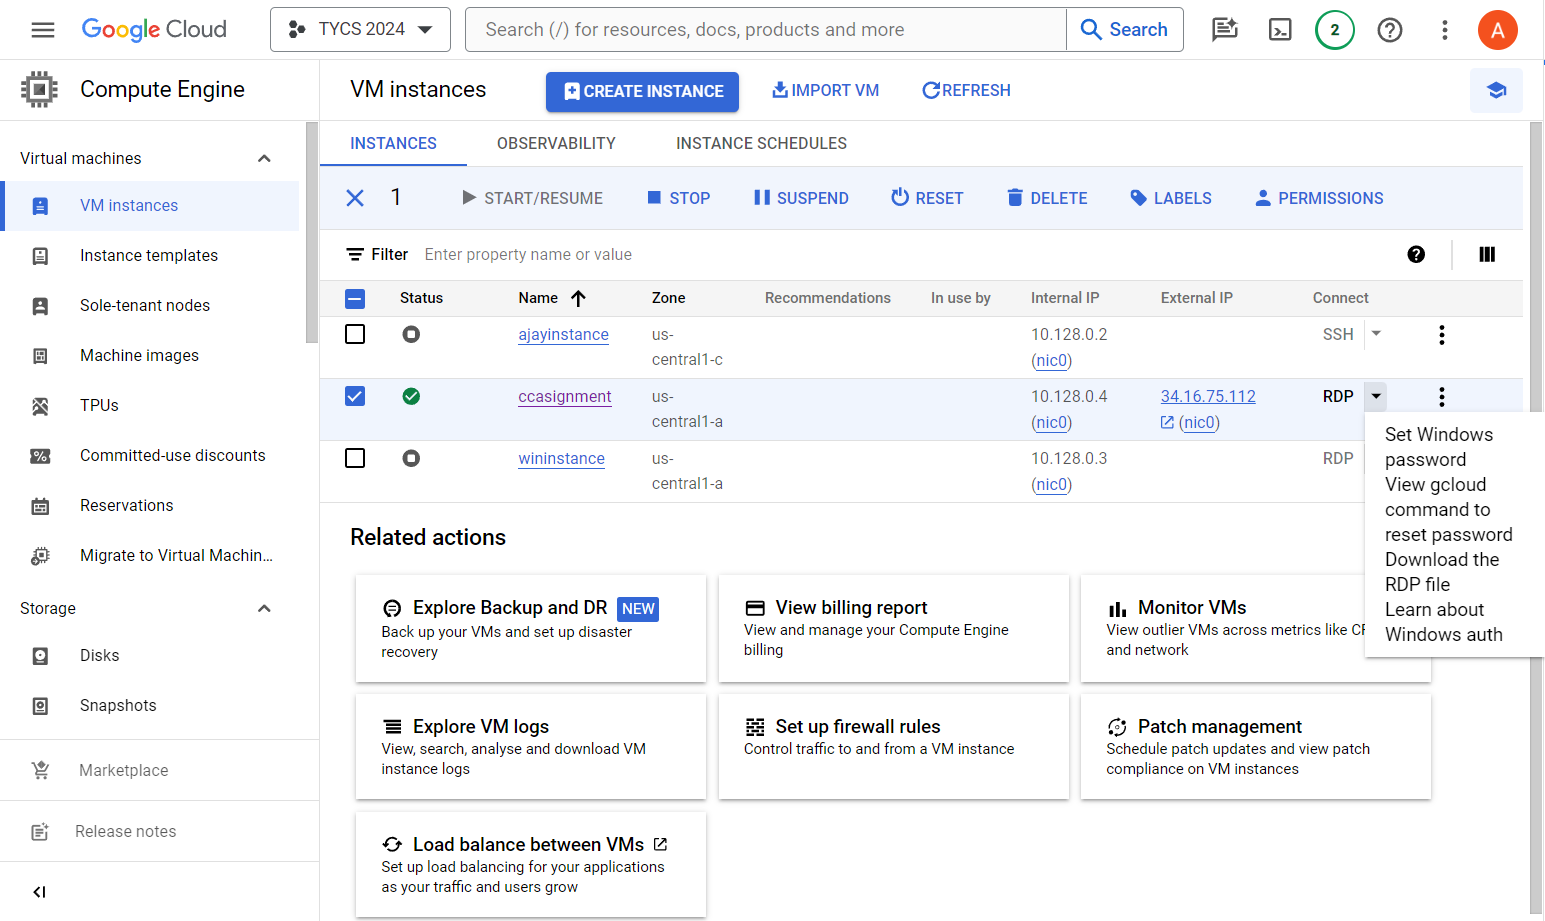 Google Cloud
TYCS 2024
Search (/) for resources, docs, products and more
Search
2
A
Compute Engine
VM instances
CREATE INSTANCE
IMPORT VM
REFRESH
Virtual machines
VM instances
Instance templates
Sole-tenant nodes
Machine images
TPUs
Committed-use discounts
Reservations
Migrate to Virtual Machin...
Storage
Disks
Snapshots
Marketplace
Release notes
INSTANCES
OBSERVABILITY
INSTANCE SCHEDULES
1
START/RESUME
STOP
SUSPEND
RESET
DELETE
LABELS
PERMISSIONS
Filter
Enter property name or value
Status
Name
Zone
Recommendations
In use by
Internal IP
External IP
Connect
ajayinstance
us-
central1-c
10.128.0.2
(nic0)
SSH
ccasignment
us-
central1-a
10.128.0.4
(nic0)
34.16.75.112
(nic0)
RDP
wininstance
us-
central1-a
10.128.0.3
(nic0)
RDP
Set Windows
password
View gcloud
command to
reset password
Download the
RDP file
Learn about
Windows auth
Related actions
Explore Backup and DR
NEW
Back up your VMs and set up disaster
recovery
View billing report
View and manage your Compute Engine
billing
Monitor VMs
View outlier VMs across metrics like
and network
Explore VM logs
View, search, analyse and download VM
instance logs
Set up firewall rules
Control traffic to and from a VM instance
Patch management
Schedule patch updates and view patch
compliance on VM instances
Load balance between VMs
Set up load balancing for your applications
as your traffic and users grow